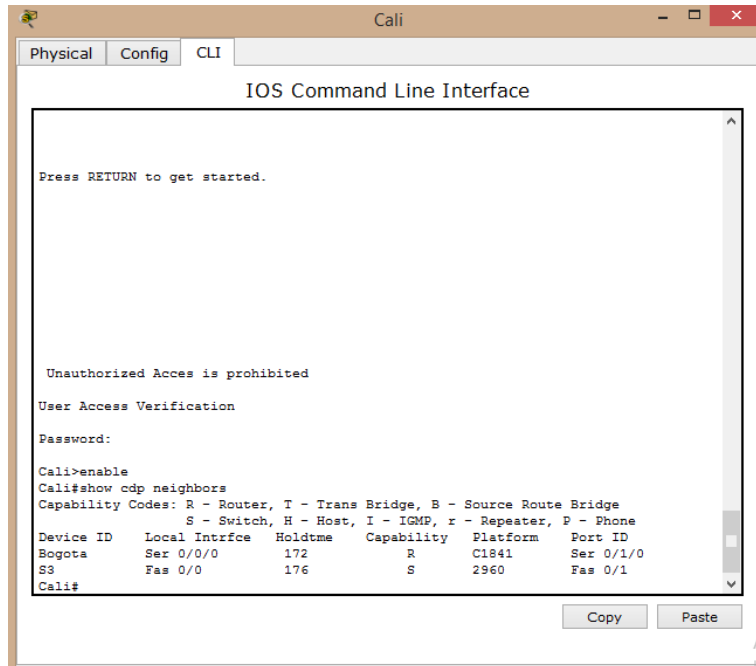 Cali
Physical Config CLI
IOS Command Line Interface
Press RETURN to get started.
Unauthorized Acces is prohibited
User Access Verification
Password:
Cali>enable
Cali#show cdp neighbors
Capability Codes: R - Router, T - Trans Bridge, B - Source Route Bridge
S - Switch, H - Host, I - IGMP, r - Repeater, P - Phone
Device ID Local Intrfce Holdtme Capability Platform Port ID
Bogota Ser 0/0/0 172 R C1841 Ser 0/1/0
S3 Fas 0/0 176 S 2960 Fas 0/1
Cali#
Copy Paste